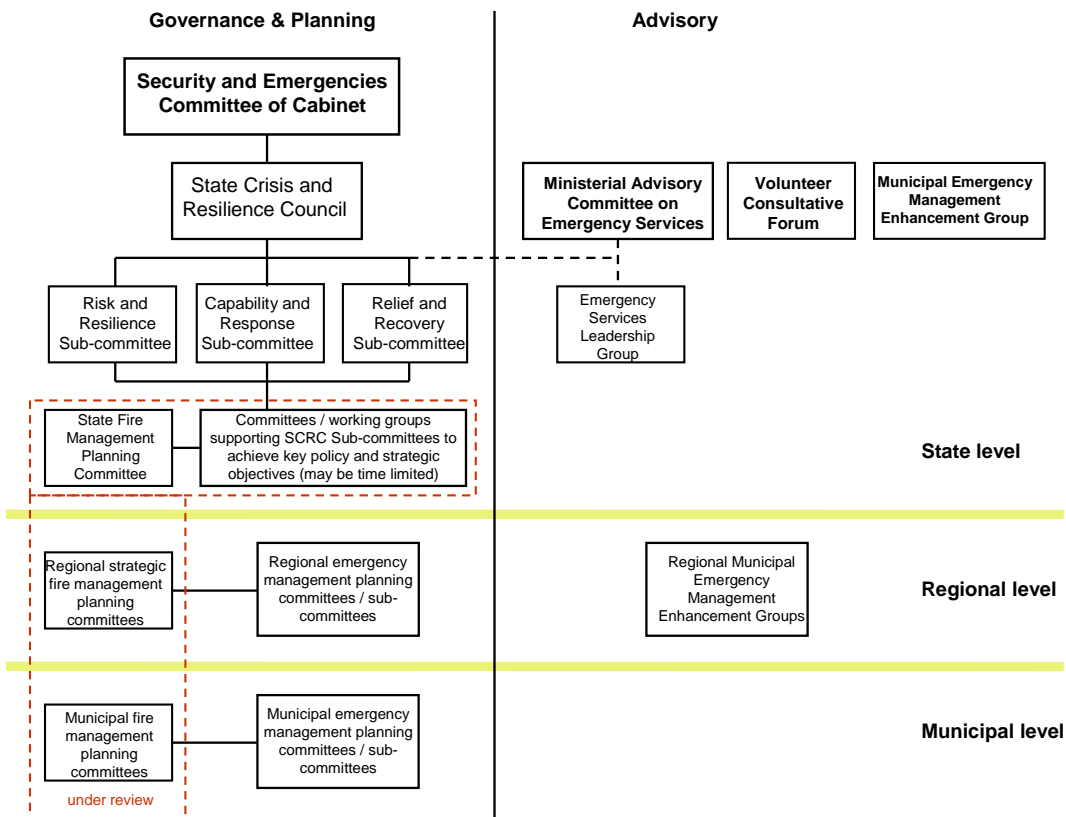 Governance & Planning
Advisory
Security and Emergencies
Committee of Cabinet
State Crisis and
Resilience Council
Ministerial Advisory
Committee on
Emergency Services
Volunteer
Consultative
Forum
Municipal Emergency
Management
Enhancement Group
Risk and
Resilience
Sub-committee
Capability and
Response
Sub-committee
Relief and
Recovery
Sub-committee
Emergency
Services
Leadership
Group
State Fire
Management
Planning
Committee
Committees / working groups
supporting SCRC Sub-committees to
achieve key policy and strategic
objectives (may be time limited)
State level
Regional strategic
fire management
planning
committees
Regional emergency
management planning
committees / sub-
committees
Regional Municipal
Emergency
Management
Enhancement Groups
Regional level
Municipal fire
management
planning
committees
Municipal emergency
management planning
committees / sub-
committees
Municipal level
under review